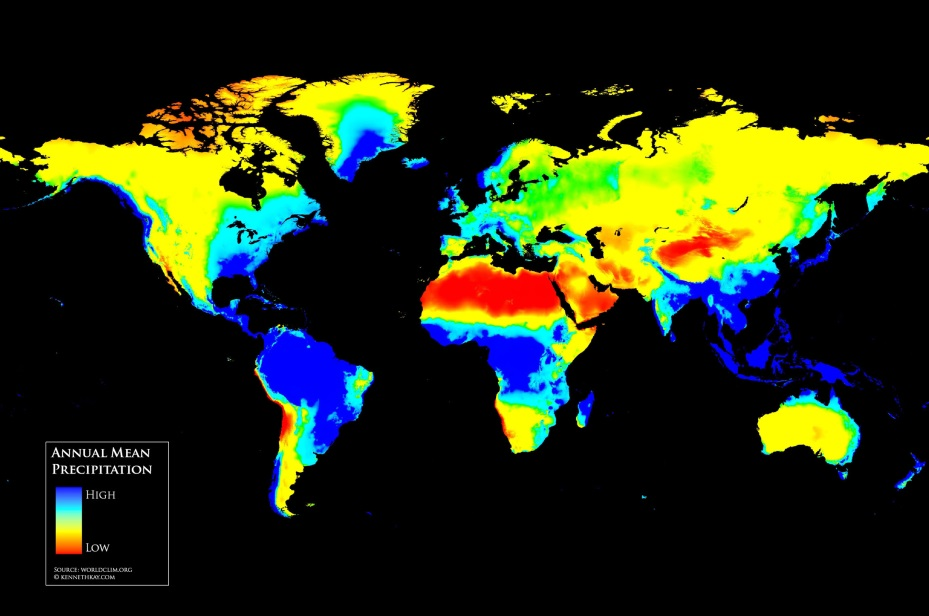 Annual Mean
Precipitation
High
Low
Source: worldclim.org
© kennethkay.com